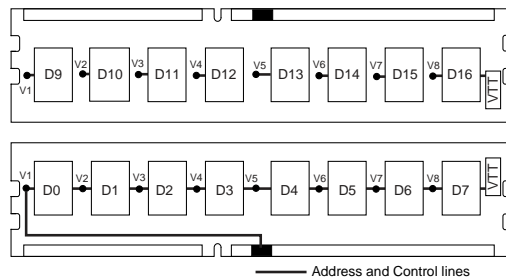 V1 D9 V2 D10 V3 D11 V4 D12 V5 D13 V6 D14 V7 D15 V8 D16 VTT
V1 D0 V2 D1 V3 D2 V4 D3 V5 D4 V6 D5 V7 D6 V8 D7 VTT
Address and Control lines